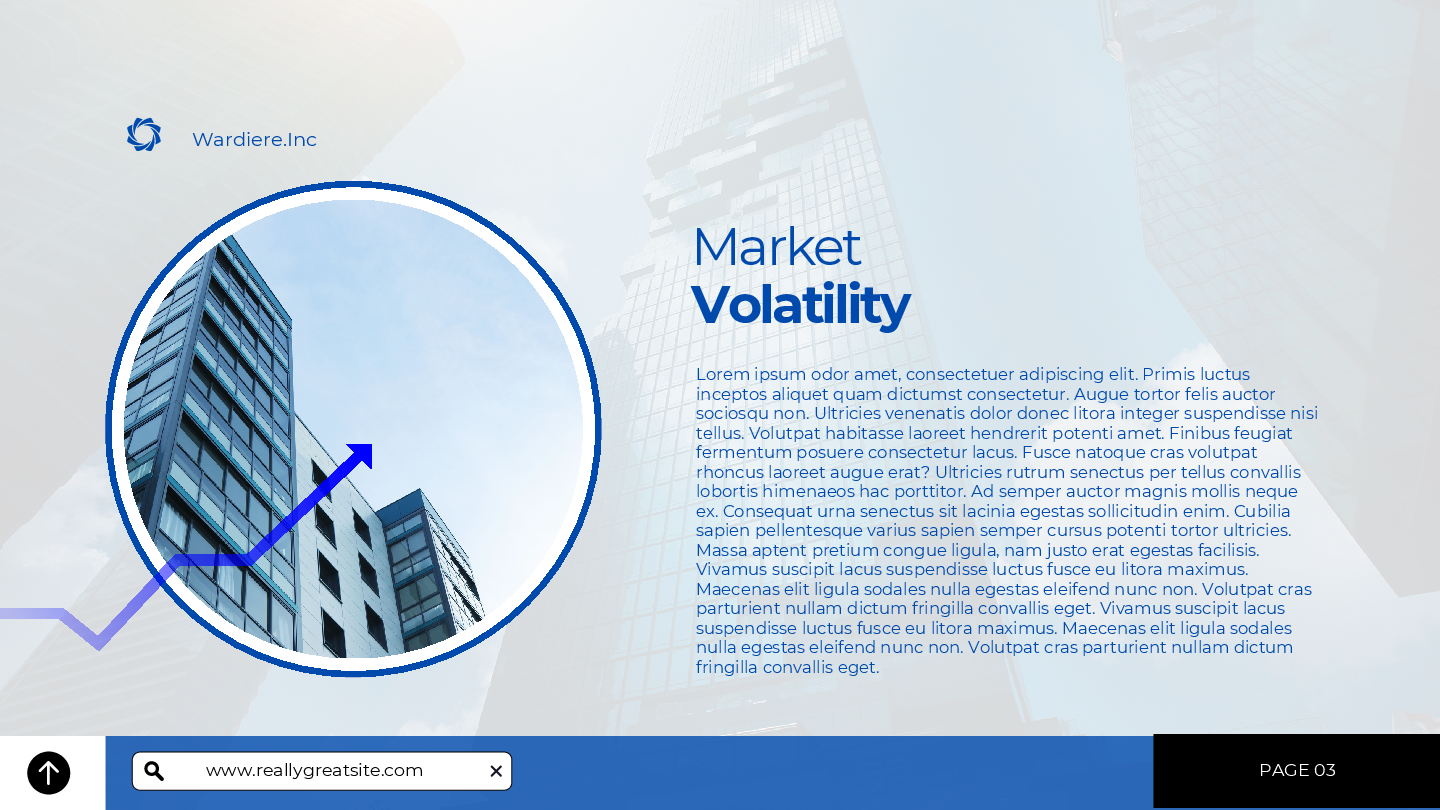 Wardiere.Inc
Market
Volatility
Lorem ipsum odor amet, consectetuer adipiscing elit. Primis luctus
inceptos aliquet quam dictumst consectetur. Augue tortor felis auctor
sociosqu non. Ultricies venenatis dolor donec litora integer suspendisse nisi
tellus. Volutpat habitasse laoreet hendrerit potenti amet. Finibus feugiat
fermentum posuere consectetur lacus. Fusce natoque cras volutpat
rhoncus laoreet augue erat? Ultricies rutrum senectus per tellus convallis
lobortis himenaeos hac porttitor. Ad semper auctor magnis mollis neque
ex. Consequat urna senectus sit lacinia egestas sollicitudin enim. Cubilia
sapien pellentesque varius sapien semper cursus potenti tortor ultricies.
Massa aptent pretium congue ligula, nam justo erat egestas facilisis.
Vivamus suscipit lacus suspendisse luctus fusce eu litora maximus.
Maecenas elit ligula sodales nulla egestas eleifend nunc non. Volutpat cras
parturient nullam dictum fringilla convallis eget. Vivamus suscipit lacus
suspendisse luctus fusce eu litora maximus. Maecenas elit ligula sodales
nulla egestas eleifend nunc non. Volutpat cras parturient nullam dictum
fringilla convallis eget.
www.reallygreatsite.com
PAGE 03